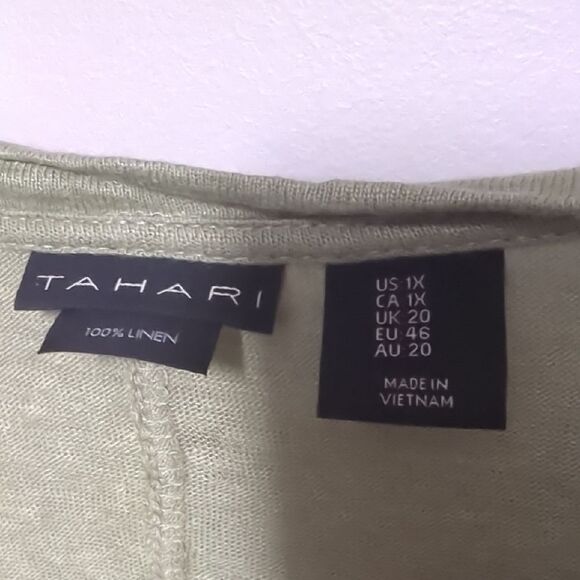 TAHARI
100% LINEN
US 1X
CA 1X
UK 20
EU 46
AU 20
MADE IN
VIETNAM